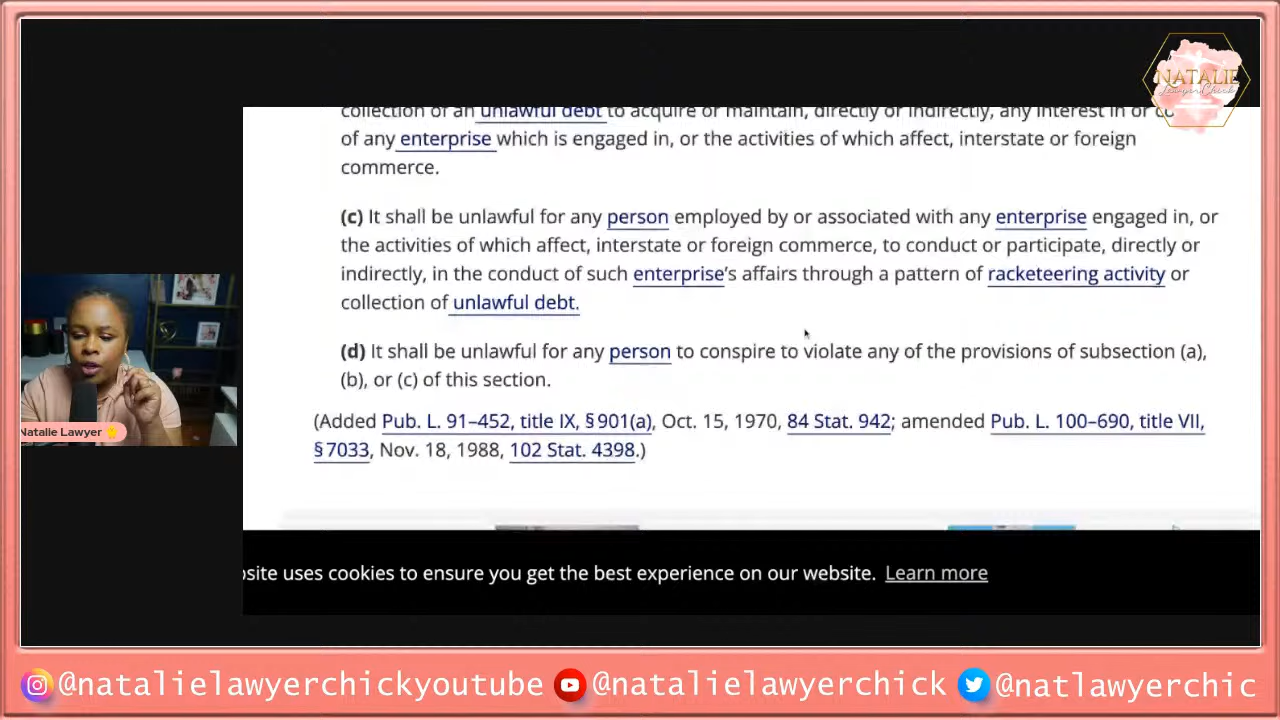 NATALIE
LawyerChick
collection of an unlawful debt to acquire or maintain, directly or indirectly, any interest in or
of any enterprise which is engaged in, or the activities of which affect, interstate or foreign
commerce.
(c) It shall be unlawful for any person employed by or associated with any enterprise engaged in, or
the activities of which affect, interstate or foreign commerce, to conduct or participate, directly or
indirectly, in the conduct of such enterprise's affairs through a pattern of racketeering activity or
collection of unlawful debt.
(d) It shall be unlawful for any person to conspire to violate any of the provisions of subsection (a),
(b), or (c) of this section.
(Added Pub. L. 91–452, title IX, § 901(a), Oct. 15, 1970, 84 Stat. 942; amended Pub. L. 100–690, title VII,
§ 7033, Nov. 18, 1988, 102 Stat. 4398.)
Natalie Lawyer
site uses cookies to ensure you get the best experience on our website. Learn more
@natalielawyerchickyoutube @natalielawyerchick @natlawyerchic